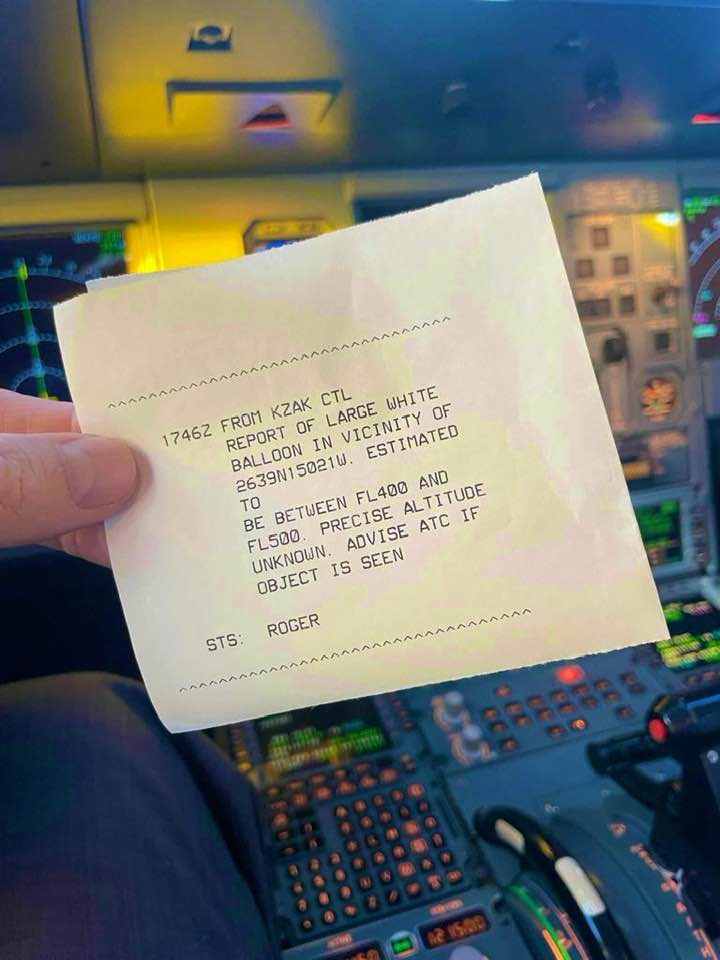 ^^^^^^^^^^^^^^^^^^^^^^^^^^^^^^^^^^
1746Z FROM KZAK CTL
REPORT OF LARGE WHITE
BALLOON IN VICINITY OF
2639N15021W. ESTIMATED
TO
BE BETWEEN FL400 AND
FL500. PRECISE ALTITUDE
UNKNOWN. ADVISE ATC IF
OBJECT IS SEEN
STS: ROGER
^^^^^^^^^^^^^^^^^^^^^^^^^^^^^^^^^^